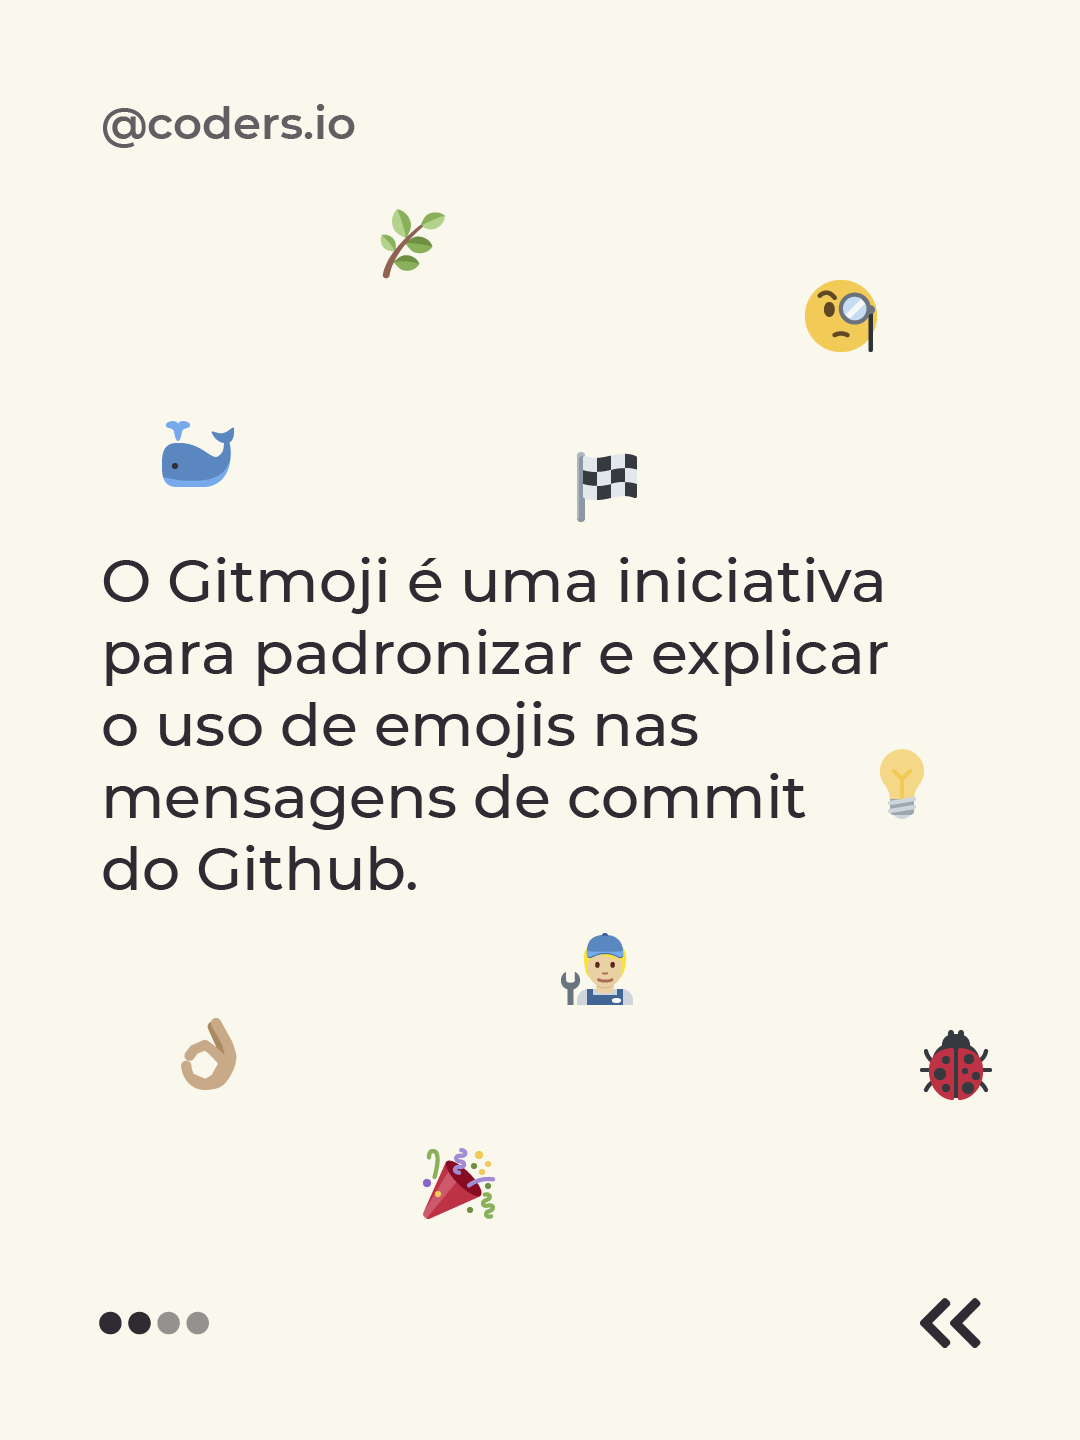 @coders.io
O Gitmoji é uma iniciativa
para padronizar e explicar
o uso de emojis nas
mensagens de commit
do Github.